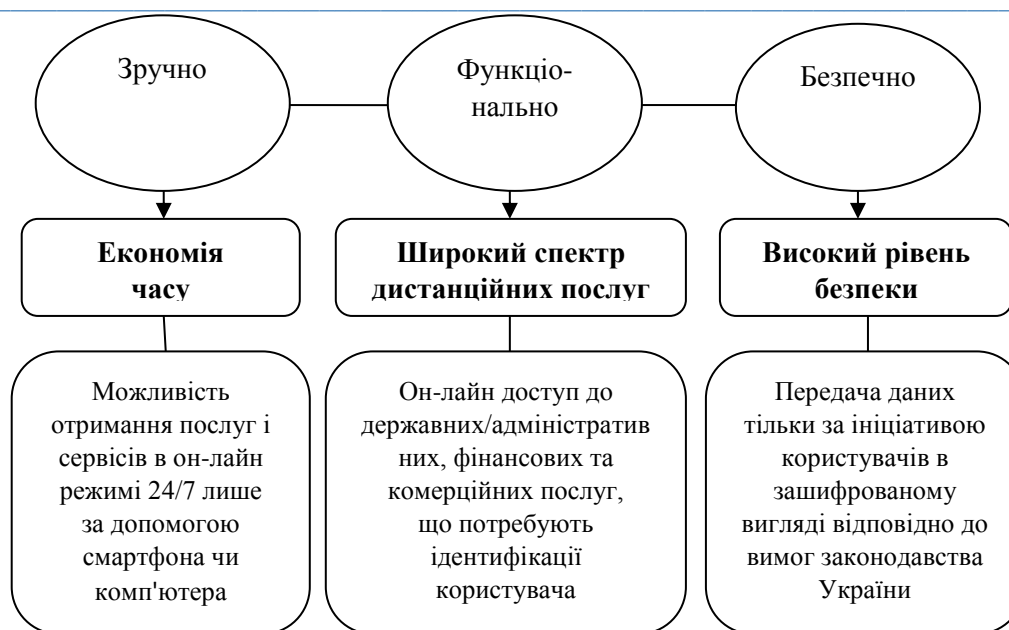 Зручно
Функціо-
нально
Безпечно
Економія
часу
Широкий спектр
дистанційних послуг
Високий рівень
безпеки
Можливість
отримання послуг і
сервісів в он-лайн
режимі 24/7 лише
за допомогою
смартфона чи
комп'ютера
Он-лайн доступ до
державних/адміністратив
них, фінансових та
комерційних послуг,
що потребують
ідентифікації
користувача
Передача даних
тільки за ініціативою
користувачів в
зашифрованому
вигляді відповідно до
вимог законодавства
України